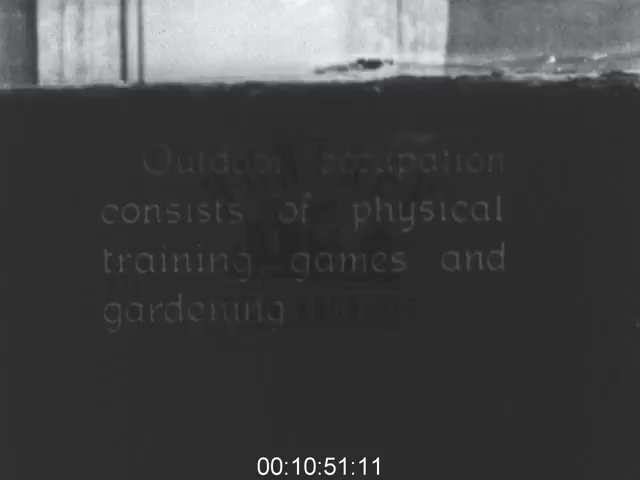 Outdoor occupation
consists of physical
training, games and
gardening
00:10:51:11